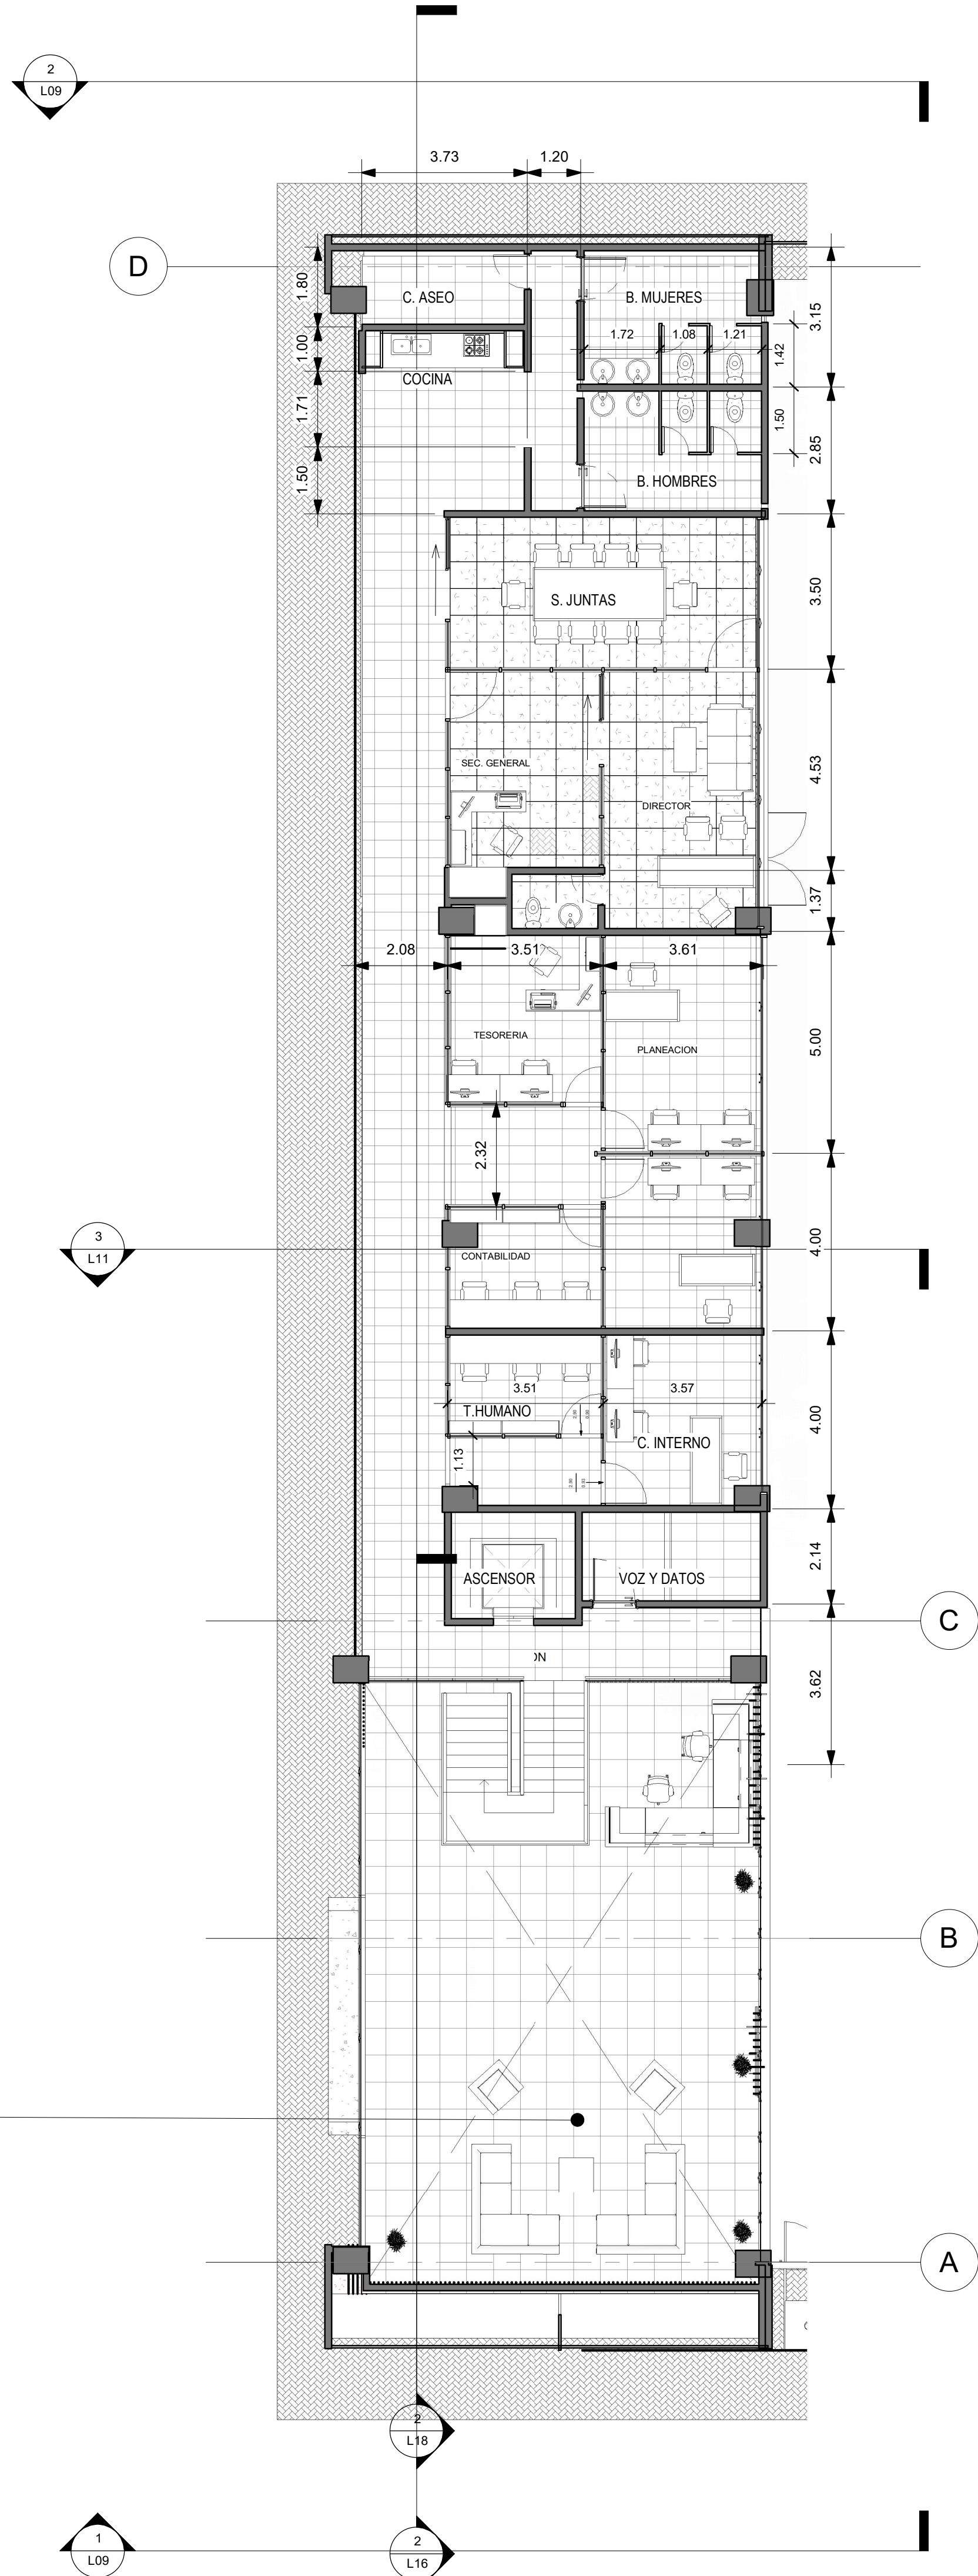 2
L09
3.73
1.20
D
C. ASEO
B. MUJERES
1.80
3.15
1.00
1.72
1.08
1.21
1.42
COCINA
1.71
1.50
2.85
1.50
B. HOMBRES
S. JUNTAS
3.50
SEC. GENERAL
4.53
DIRECTOR
1.37
2.08
3.51
3.61
TESORERIA
PLANEACION
5.00
2.32
3
L11
CONTABILIDAD
4.00
3.51
3.57
T.HUMANO
4.00
C. INTERNO
1.13
ASCENSOR
VOZ Y DATOS
2.14
C
ON
3.62
B
A
2
L18
1
L09
2
L16